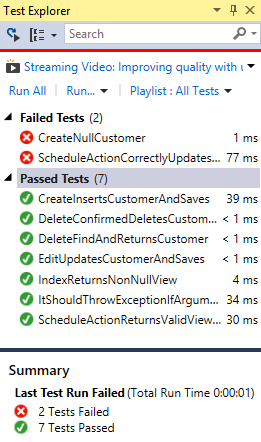 Test Explorer
Search
Streaming Video: Improving quality with u
Run All | Run... | Playlist : All Tests
Failed Tests (2)
CreateNullCustomer 1 ms
ScheduleActionCorrectlyUpdates... 77 ms
Passed Tests (7)
CreateInsertsCustomerAndSaves 39 ms
DeleteConfirmedDeletesCustom... < 1 ms
DeleteFindAndReturnsCustomer < 1 ms
EditUpdatesCustomerAndSaves < 1 ms
IndexReturnsNonNullView 4 ms
ItShouldThrowExceptionIfArgum... 34 ms
ScheduleActionReturnsValidView... 30 ms
Summary
Last Test Run Failed (Total Run Time 0:00:01)
2 Tests Failed
7 Tests Passed